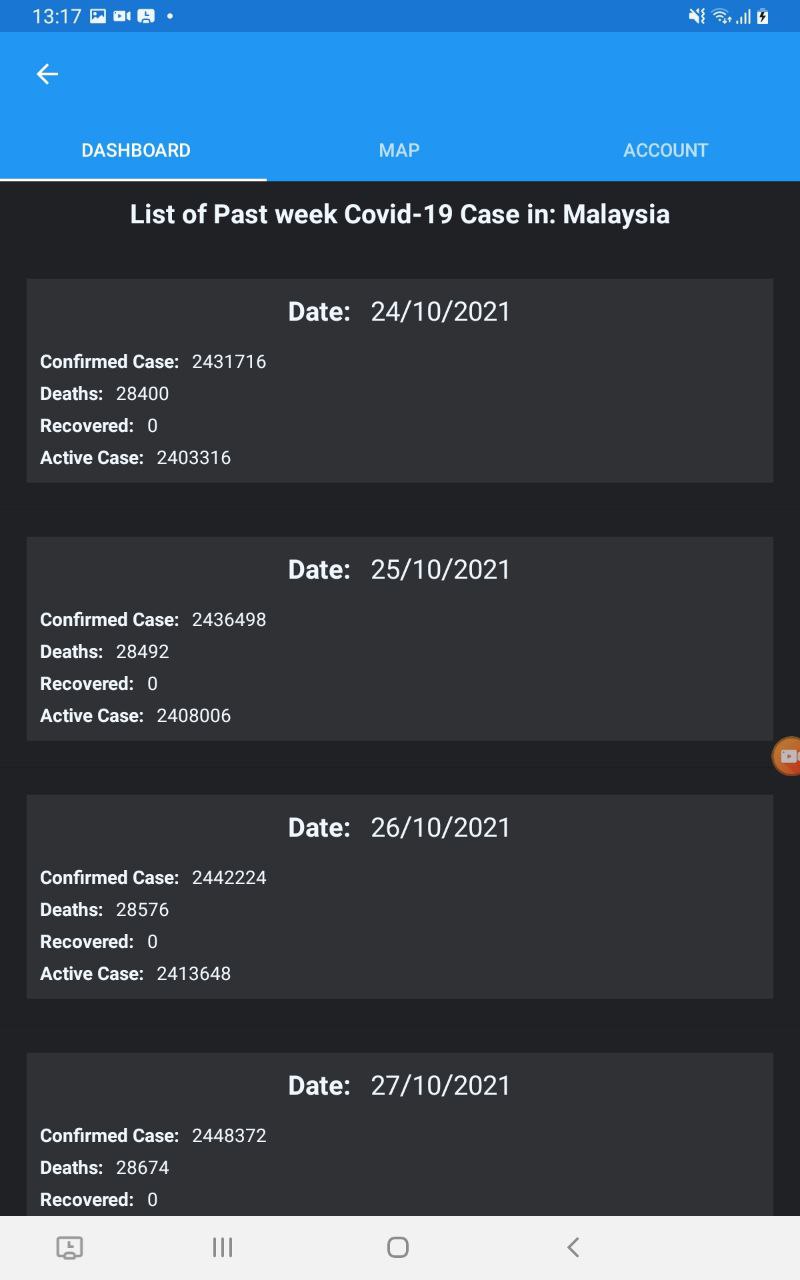 13:17
DASHBOARD MAP ACCOUNT
List of Past week Covid-19 Case in: Malaysia
Date: 24/10/2021
Confirmed Case: 2431716
Deaths: 28400
Recovered: 0
Active Case: 2403316
Date: 25/10/2021
Confirmed Case: 2436498
Deaths: 28492
Recovered: 0
Active Case: 2408006
Date: 26/10/2021
Confirmed Case: 2442224
Deaths: 28576
Recovered: 0
Active Case: 2413648
Date: 27/10/2021
Confirmed Case: 2448372
Deaths: 28674
Recovered: 0